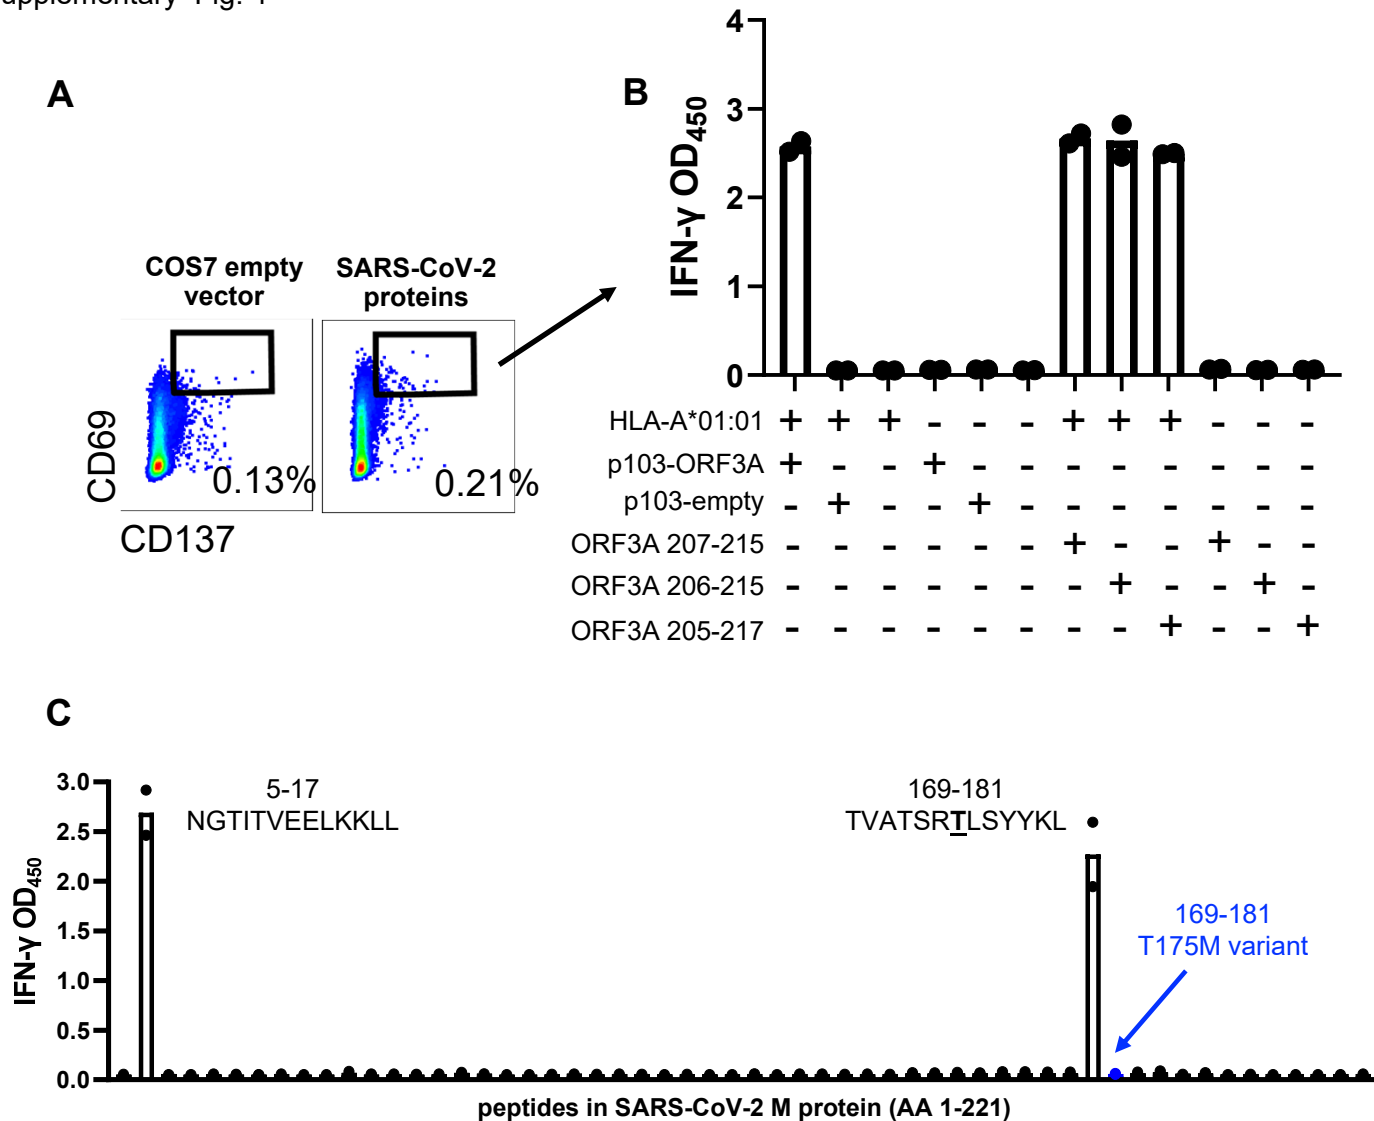 A
COS7 empty
vector
SARS-CoV-2
proteins
CD69
0.13%
0.21%
CD137
B
IFN-γ OD450
4
3
2
1
0
HLA-A*01:01 + + + - - - + + + - - -
p103-ORF3A + - - + - - - - - - - -
p103-empty - + - - + - - - - - - -
ORF3A 207-215 - - - - - - + - - + - -
ORF3A 206-215 - - - - - - - + - - + -
ORF3A 205-217 - - - - - - - - + - - +
C
IFN-γ OD450
3.0
2.5
2.0
1.5
1.0
0.5
0.0
5-17
NGTITVEELKKLL
169-181
TVATSRTLSYYKL
169-181
T175M variant
peptides in SARS-CoV-2 M protein (AA 1-221)